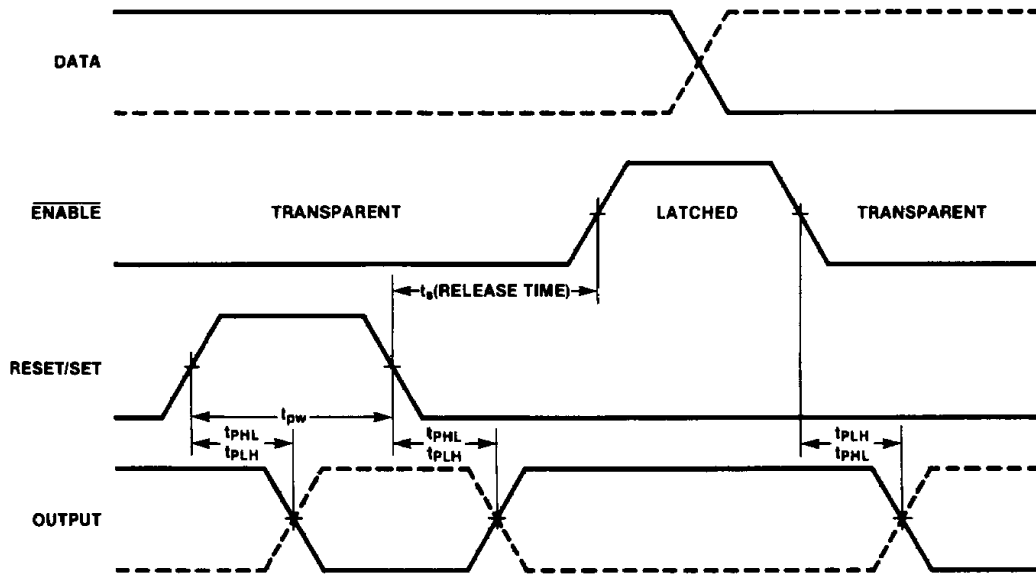 DATA
ENABLE
TRANSPARENT
LATCHED
TRANSPARENT
ts(RELEASE TIME)
RESET/SET
tpw
tPHL
tPLH
tPHL
tPLH
tPLH
tPHL
OUTPUT